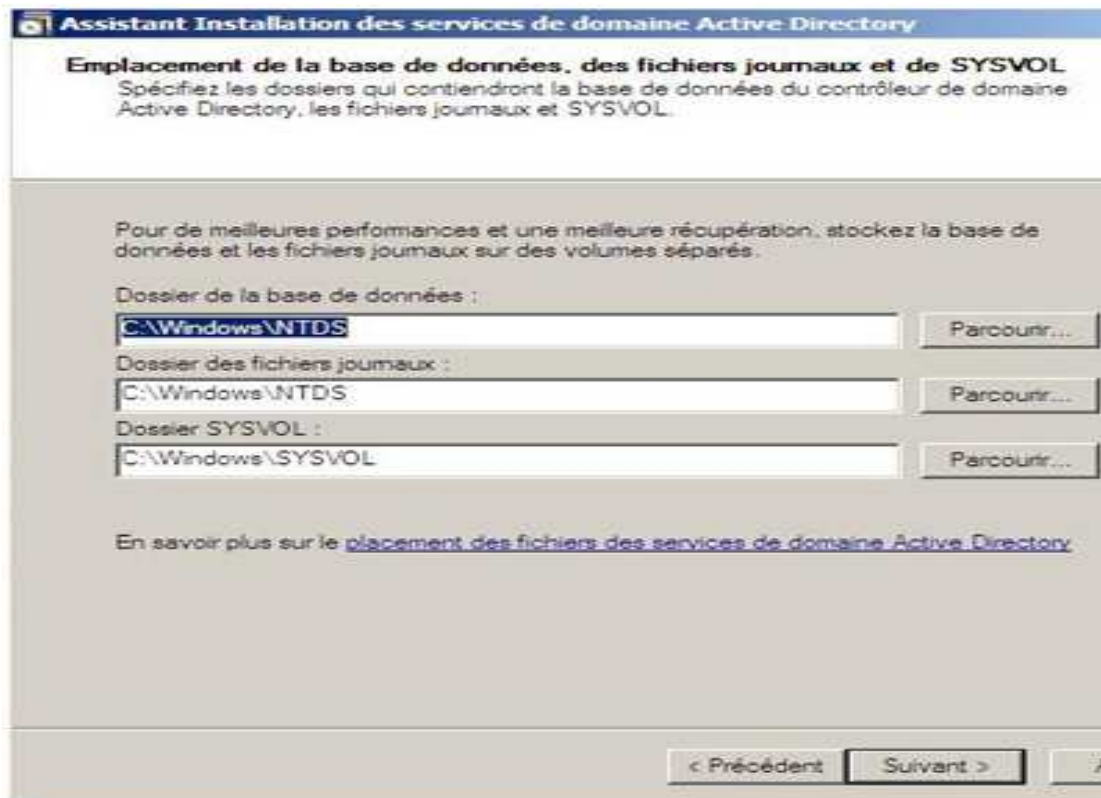 Assistant Installation des services de domaine Active Directory
Emplacement de la base de données, des fichiers journaux et de SYSVOL
Spécifiez les dossiers qui contiendront la base de données du contrôleur de domaine
Active Directory, les fichiers journaux et SYSVOL.
Pour de meilleures performances et une meilleure récupération, stockez la base de
données et les fichiers journaux sur des volumes séparés.
Dossier de la base de données :
C:\Windows\NTDS
Parcourir...
Dossier des fichiers journaux :
C:\Windows\NTDS
Parcourir...
Dossier SYSVOL :
C:\Windows\SYSVOL
Parcourir...
En savoir plus sur le placement des fichiers des services de domaine Active Directory
< Précédent
Suivant >